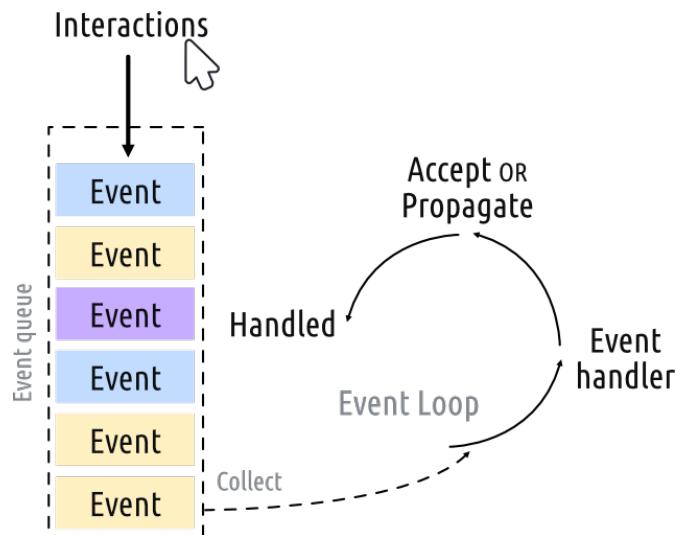 Interactions
Event
Event
Event
Event
Event
Event
Event queue
Collect
Event Loop
Event
handler
Accept OR
Propagate
Handled